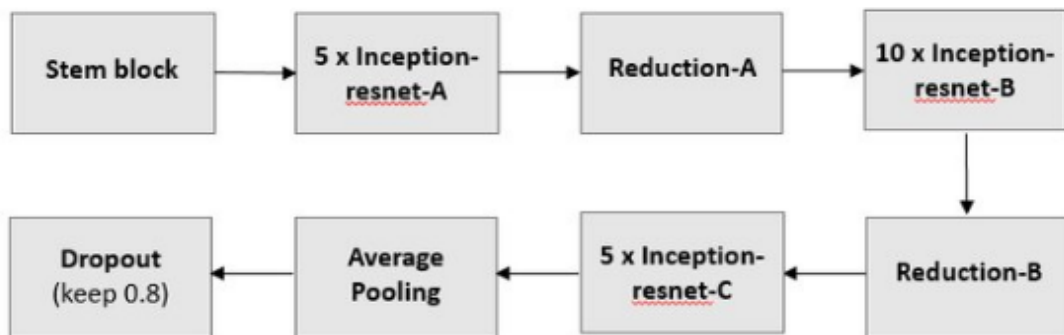 Stem block
5 x Inception-
resnet-A
Reduction-A
10 x Inception-
resnet-B
Reduction-B
5 x Inception-
resnet-C
Average
Pooling
Dropout
(keep 0.8)